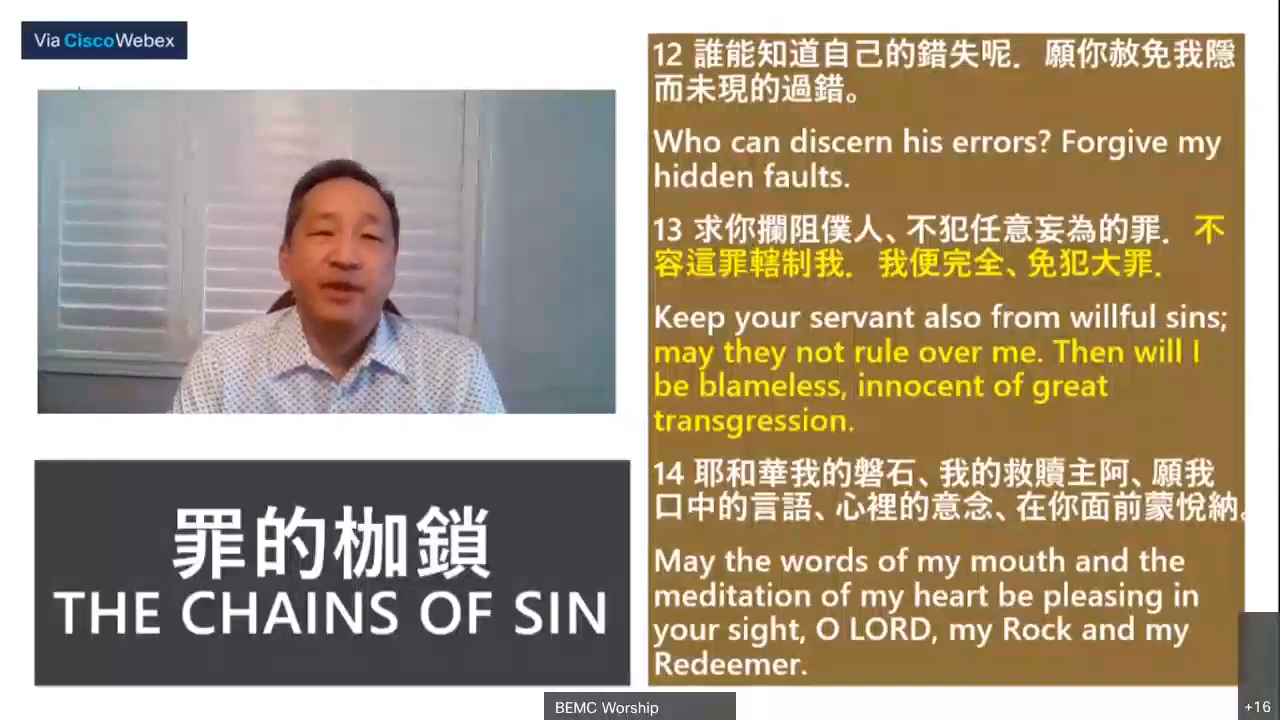 Via CiscoWebex
12 誰能知道自己的錯失呢．願你赦免我隱
而未現的過錯。
Who can discern his errors? Forgive my
hidden faults.
13 求你攔阻僕人、不犯任意妄為的罪．不
容這罪轄制我．我便完全、免犯大罪．
Keep your servant also from willful sins;
may they not rule over me. Then will I
be blameless, innocent of great
transgression.
14 耶和華我的磐石、我的救贖主阿、願我
口中的言語、心裡的意念、在你面前蒙悅納。
May the words of my mouth and the
meditation of my heart be pleasing in
your sight, O LORD, my Rock and my
Redeemer.
罪的枷鎖
THE CHAINS OF SIN
BEMC Worship
+16